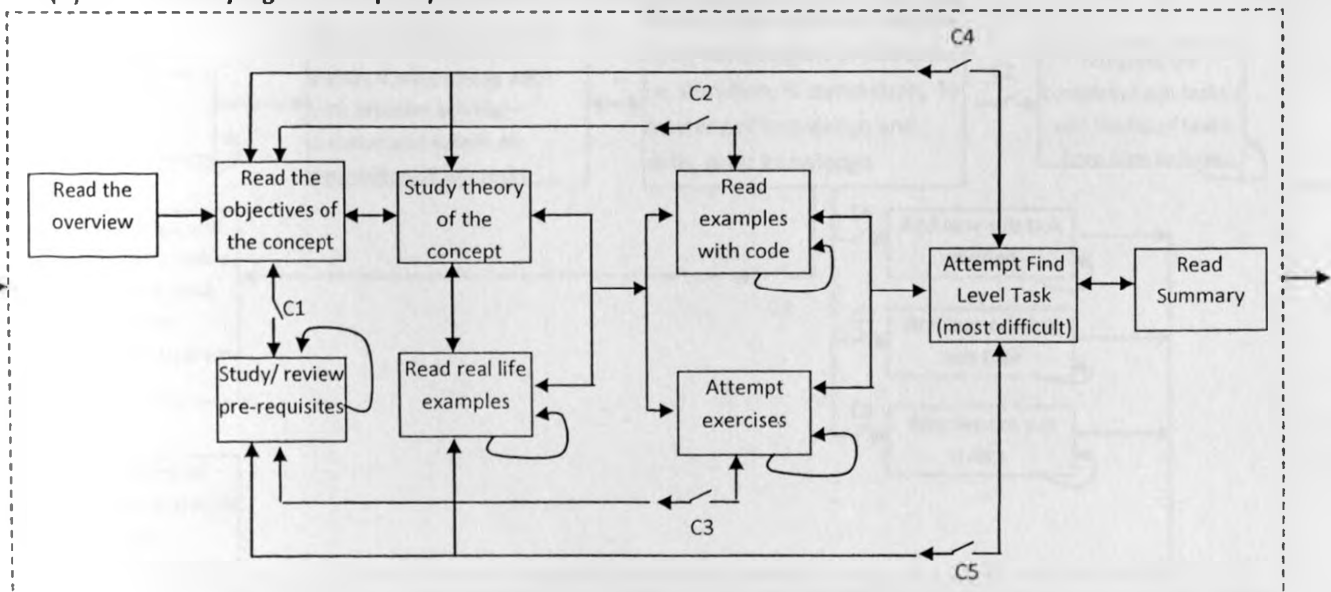 C4
C2
Read the
overview
Read the
objectives of
the concept
Study theory
of the
concept
Read
examples
with code
Attempt Find
Level Task
(most difficult)
Read
Summary
C1
Study/ review
pre-requisites
Read real life
examples
Attempt
exercises
C3
C5